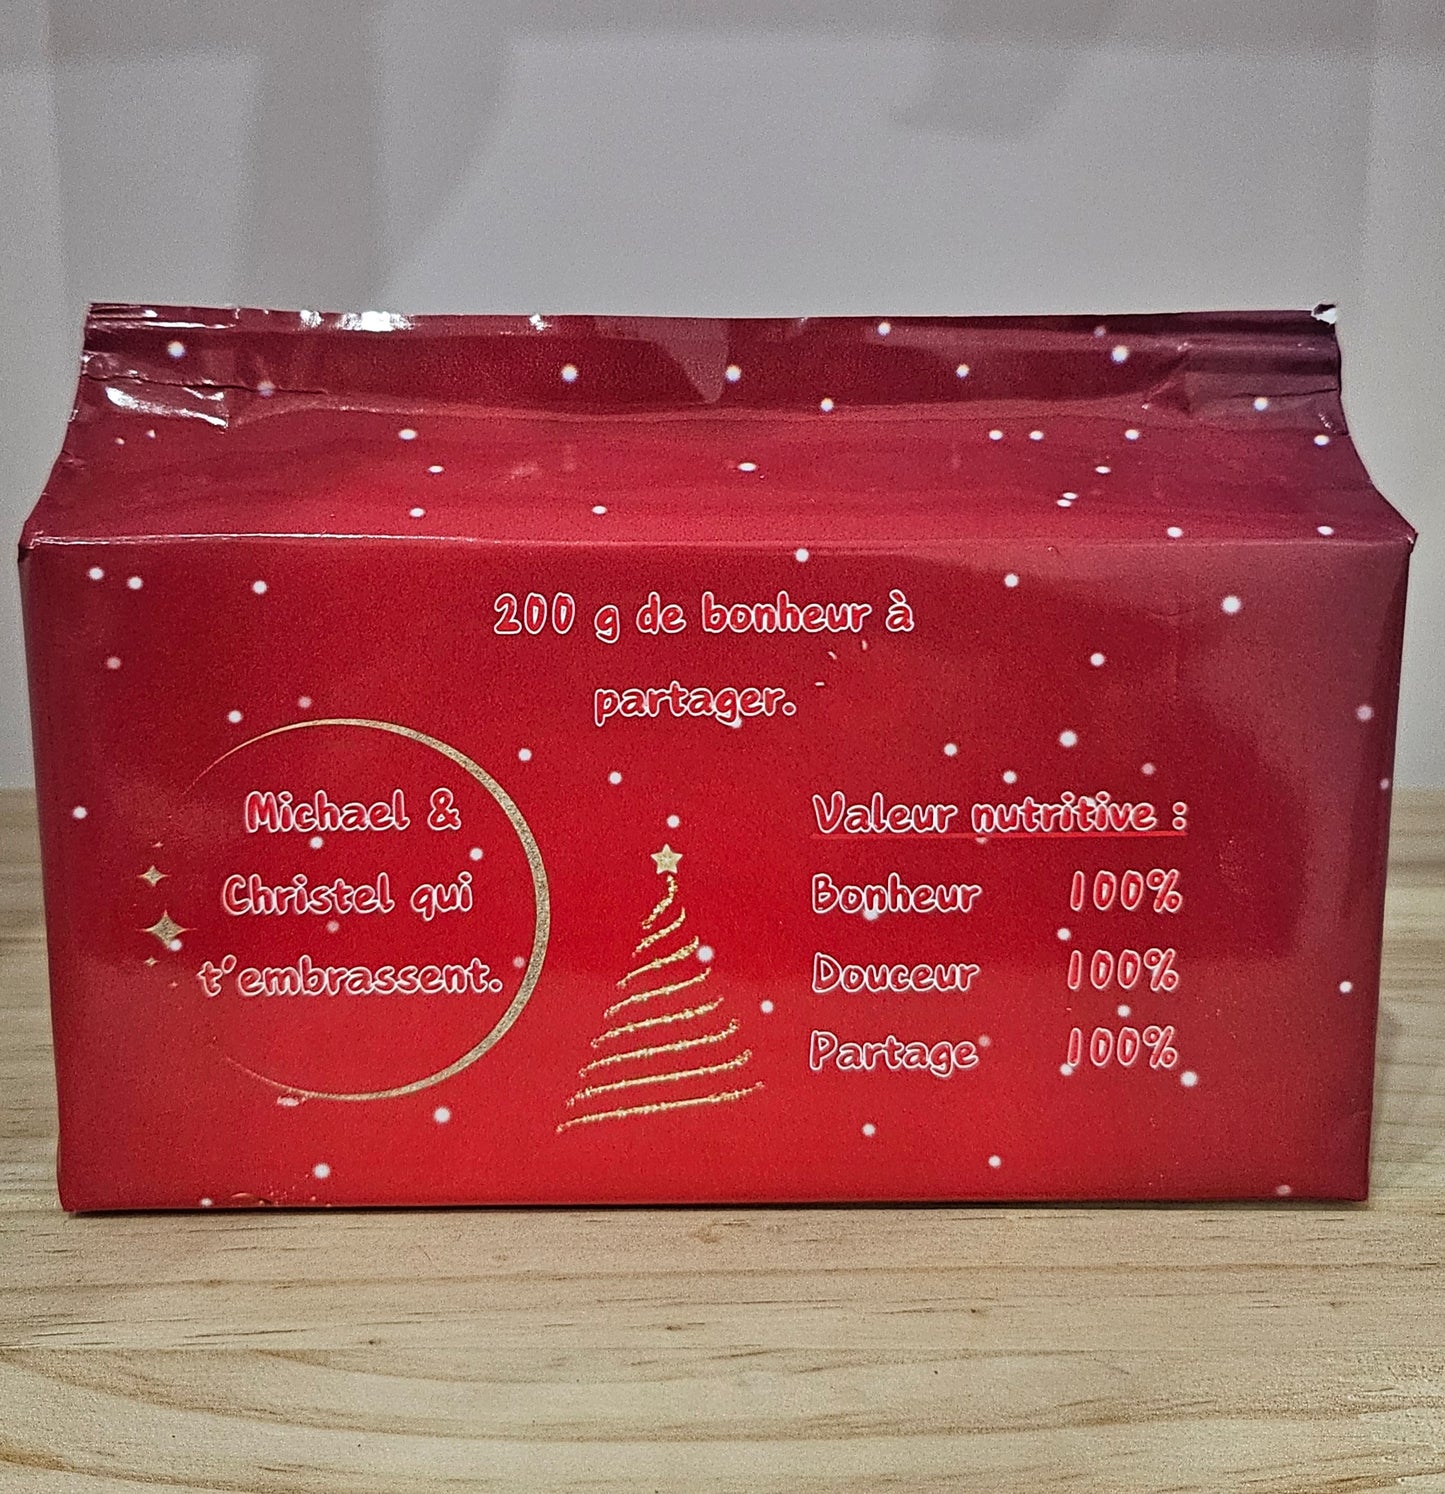 200 g de bonheur à
partager.
Michael &
Christel qui
t'embrassent.
Valeur nutritive :
Bonheur 100%
Douceur 100%
Partage 100%